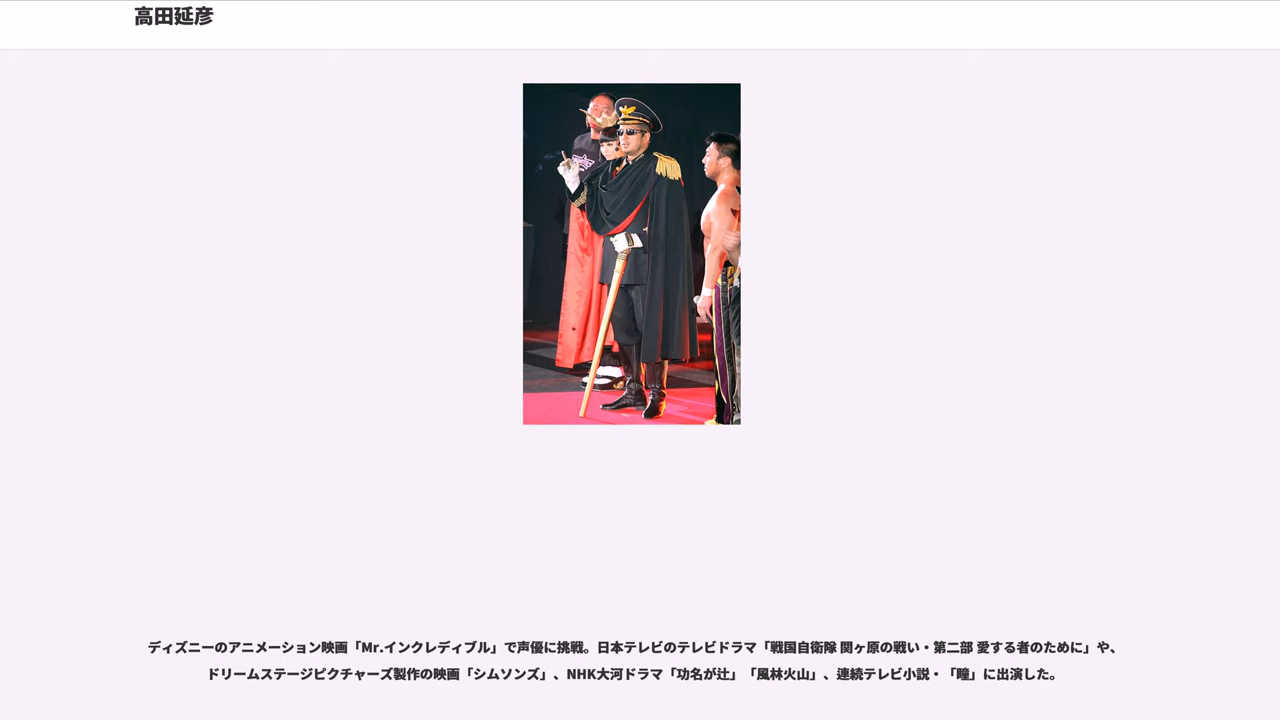 高田延彦
ディズニーのアニメーション映画「Mr.インクレディブル」で声優に挑戦。日本テレビのテレビドラマ「戦国自衛隊 関ヶ原の戦い・第二部 愛する者のために」や、
ドリームステージピクチャーズ製作の映画「シムソンズ」、NHK大河ドラマ「功名が辻」「風林火山」、連続テレビ小説・「瞳」に出演した。